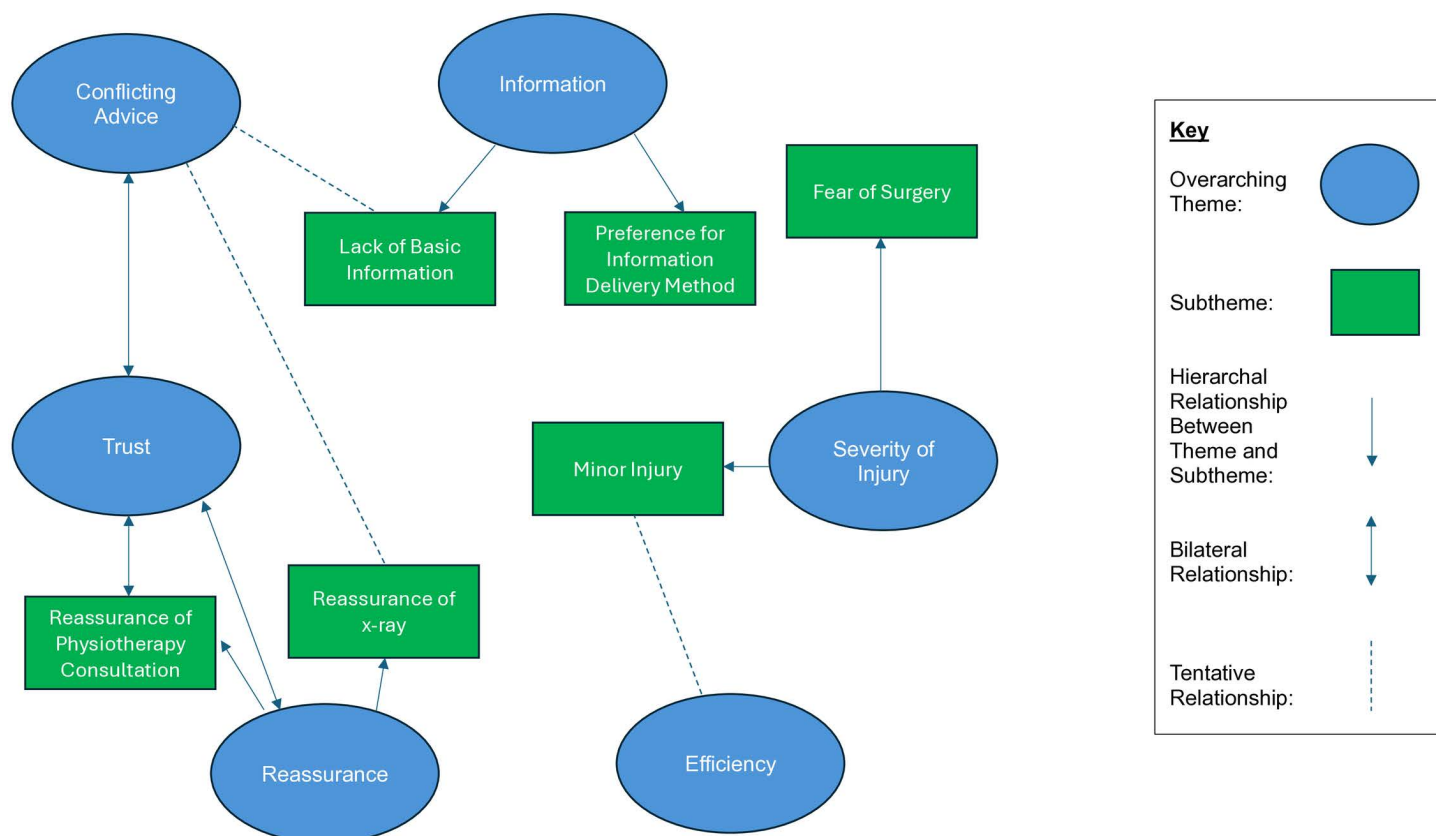 Conflicting
Advice
Information
Lack of Basic
Information
Preference for
Information
Delivery Method
Fear of Surgery
Trust
Minor Injury
Severity of
Injury
Reassurance of
Physiotherapy
Consultation
Reassurance of
x-ray
Reassurance
Efficiency
Key
Overarching
Theme:
Subtheme:
Hierarchal
Relationship
Between
Theme and
Subtheme:
Bilateral
Relationship:
Tentative
Relationship: